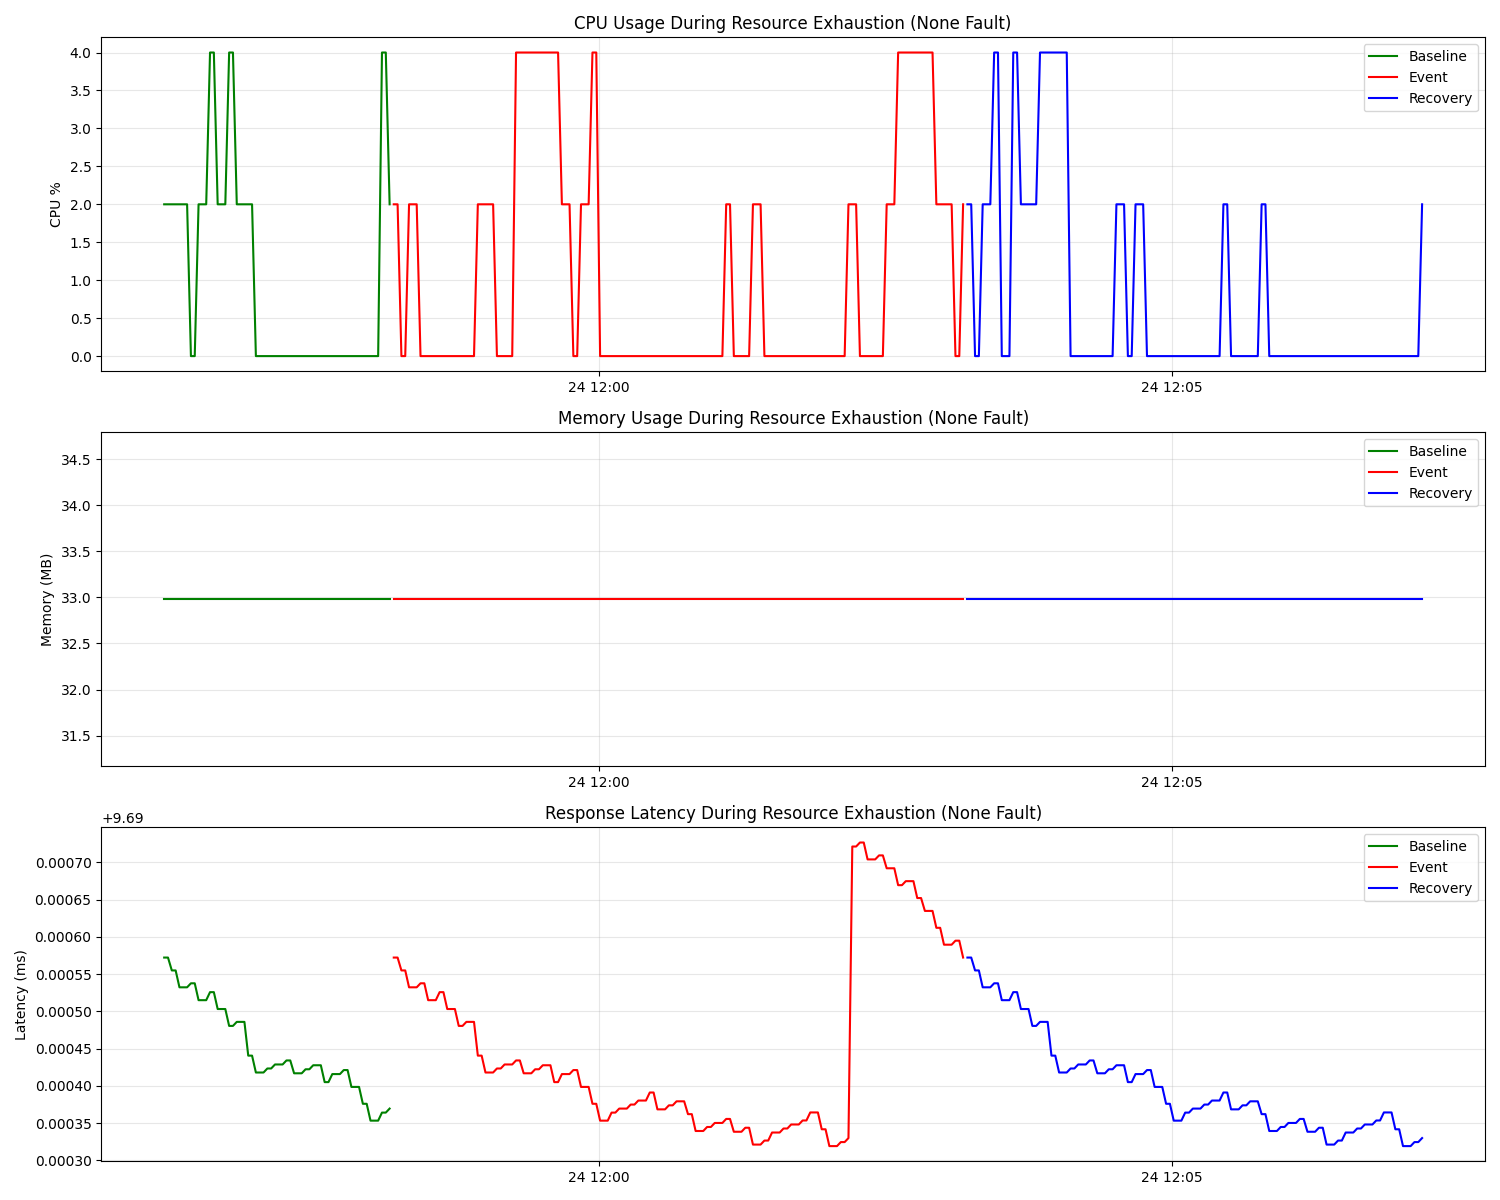 CPU Usage During Resource Exhaustion (None Fault)
CPU %
4.0
3.5
3.0
2.5
2.0
1.5
1.0
0.5
0.0
Baseline
Event
Recovery
24 12:00
24 12:05
Memory Usage During Resource Exhaustion (None Fault)
Memory (MB)
34.5
34.0
33.5
33.0
32.5
32.0
31.5
Baseline
Event
Recovery
24 12:00
24 12:05
Response Latency During Resource Exhaustion (None Fault)
+9.69
Latency (ms)
0.00070
0.00065
0.00060
0.00055
0.00050
0.00045
0.00040
0.00035
0.00030
Baseline
Event
Recovery
24 12:00
24 12:05